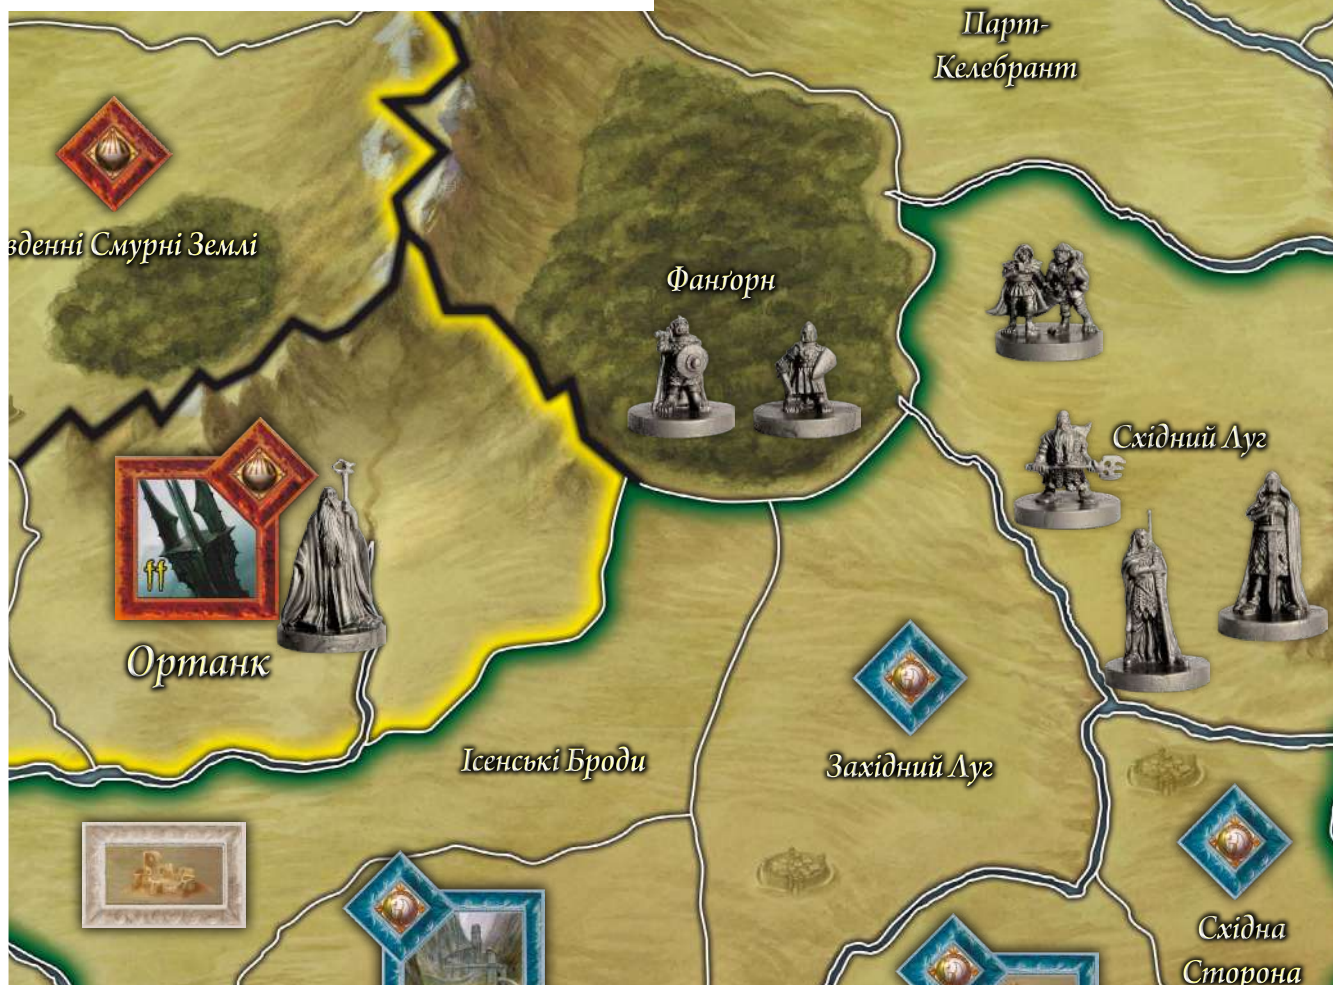 Парт-
Келебрант
вденні Смурні Землі
Фанґорн
Східний Луг
Ортанк
Ісенські Броди
Західний Луг
Східна
Сторона